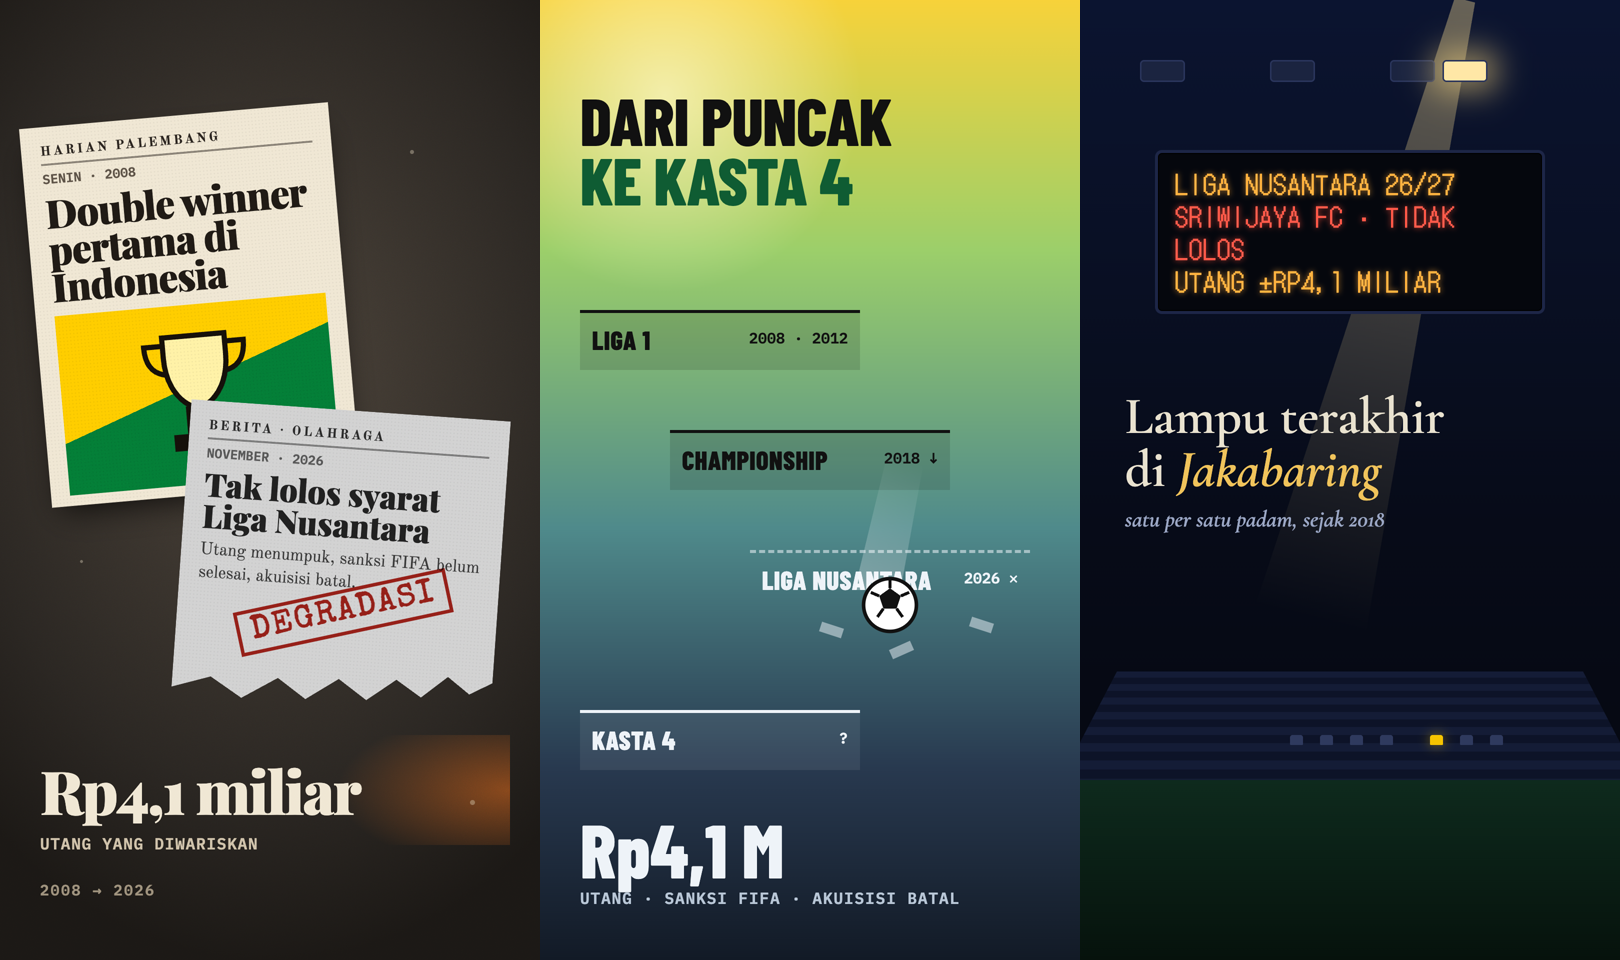 HARIAN PALEMBANG
SENIN · 2008
Double winner
pertama di
Indonesia
BERITA · OLAHRAGA
NOVEMBER · 2026
Tak lolos syarat
Liga Nusantara
Utang menumpuk, sanksi FIFA belum
selesai, akuisisi batal.
DEGRADASI
Rp4,1 miliar
UTANG YANG DIWARISKAN
2008 → 2026
DARI PUNCAK
KE KASTA 4
LIGA 1 2008 · 2012
CHAMPIONSHIP 2018 ↓
LIGA NUSANTARA 2026 ×
KASTA 4 ?
Rp4,1 M
UTANG · SANKSI FIFA · AKUISISI BATAL
LIGA NUSANTARA 26/27
SRIWIJAYA FC · TIDAK
LOLOS
UTANG ±RP4,1 MILIAR
Lampu terakhir
di Jakabaring
satu per satu padam, sejak 2018